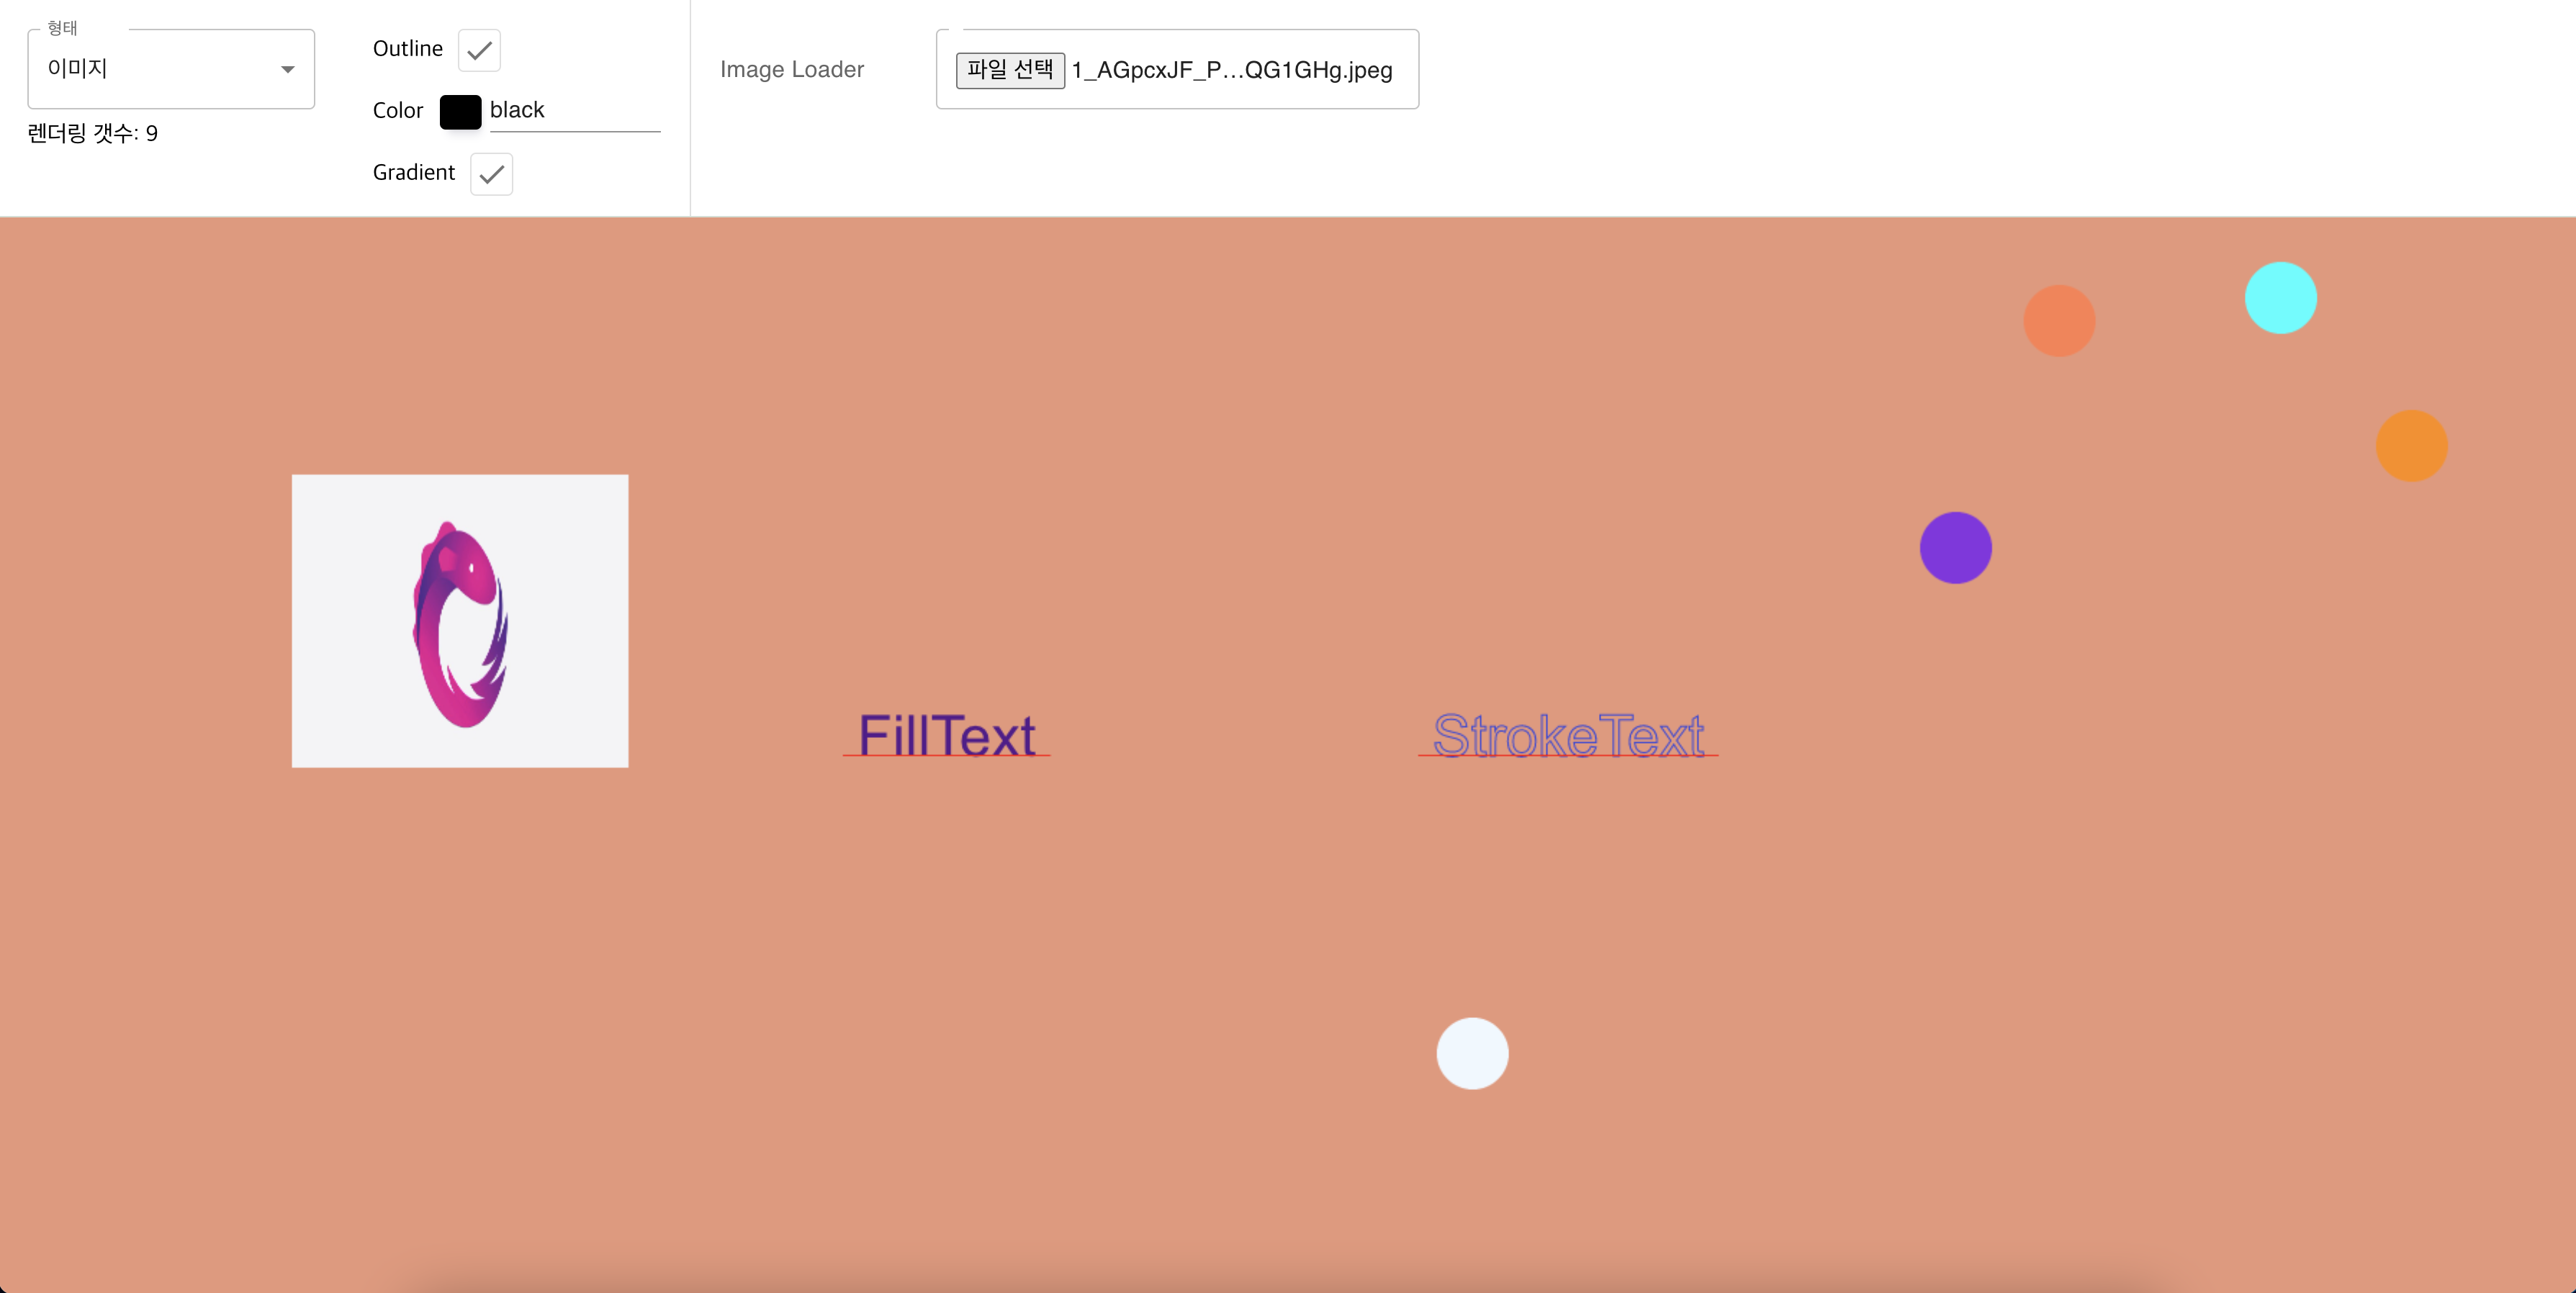 형태
이미지
렌더링 갯수: 9
Outline
Color black
Gradient
Image Loader
파일 선택 1_AGpcxJF_P...QG1GHg.jpeg
FillText
StrokeText